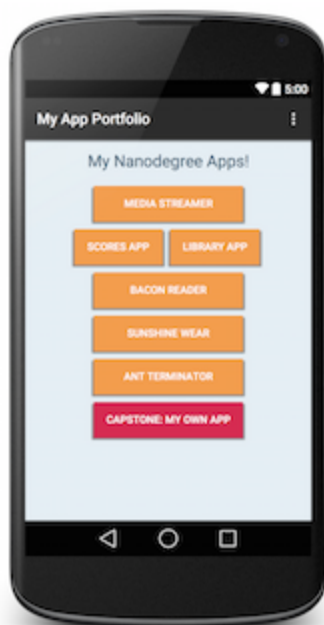 5:00
My App Portfolio
My Nanodegree Apps!
MEDIA STREAMER
SCORES APP LIBRARY APP
BACON READER
SUNSHINE WEAR
ANT TERMINATOR
CAPSTONE: MY OWN APP